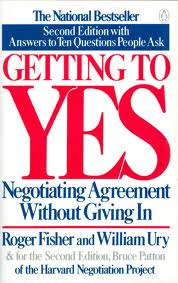 The National Bestseller
Second Edition with
Answers to Ten Questions People Ask
GETTING TO
YES
Negotiating Agreement
Without Giving In
Roger Fisher and William Ury
& for the Second Edition, Bruce Patton
of the Harvard Negotiation Project